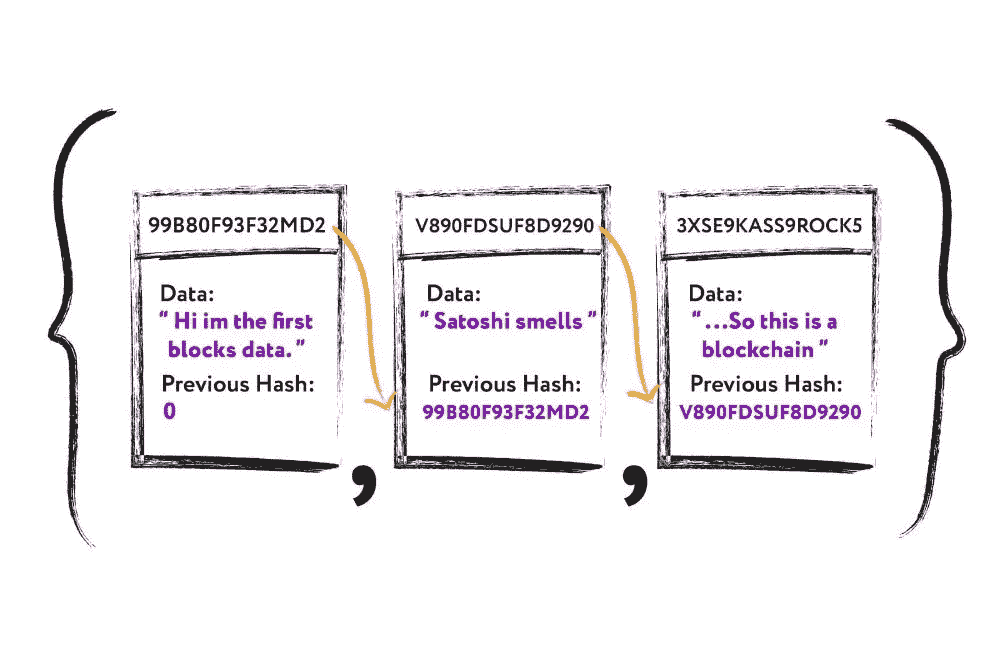 99B80F93F32MD2
Data:
“ Hi im the first
blocks data. ”
Previous Hash:
0
,
V890FDSUF8D9290
Data:
“ Satoshi smells ”
Previous Hash:
99B80F93F32MD2
,
3XSE9KASS9ROCK5
Data:
“ ...So this is a
blockchain ”
Previous Hash:
V890FDSUF8D9290